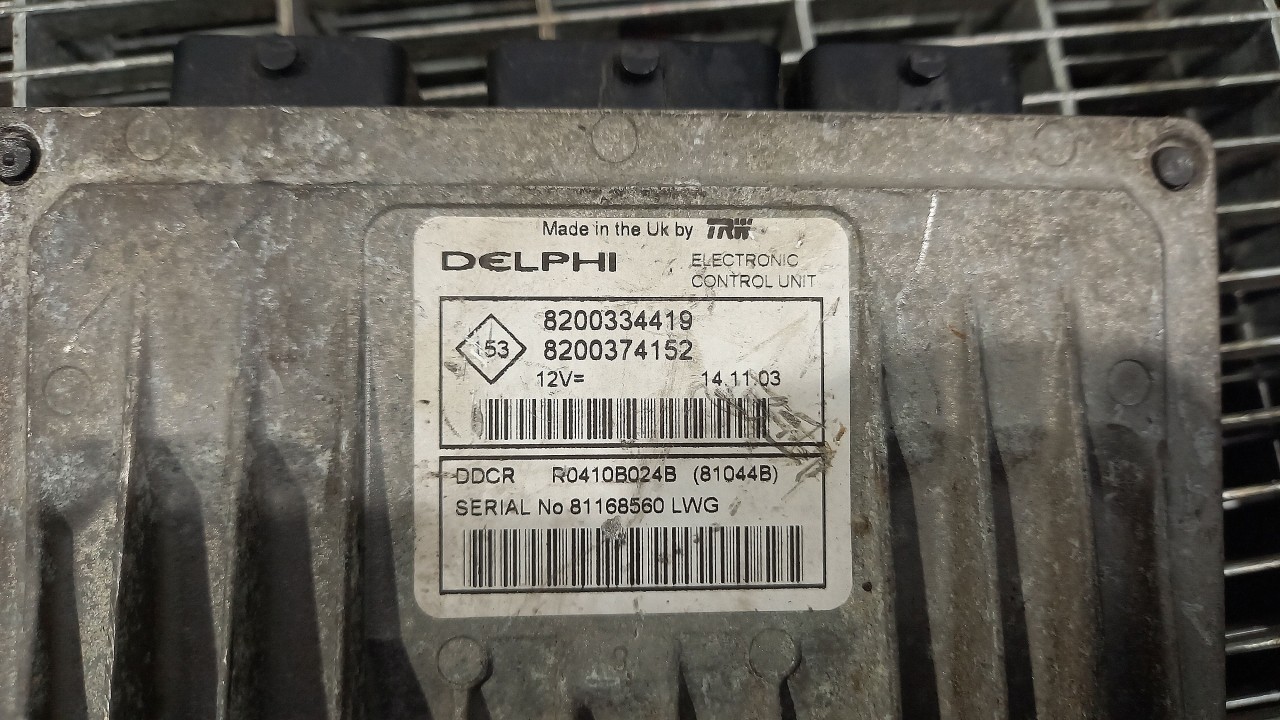 Made in the Uk by TRW
DELPHI
ELECTRONIC
CONTROL UNIT
153
8200334419
8200374152
12V=
14.11.03
DDCR R0410B024B (81044B)
SERIAL No 81168560 LWG